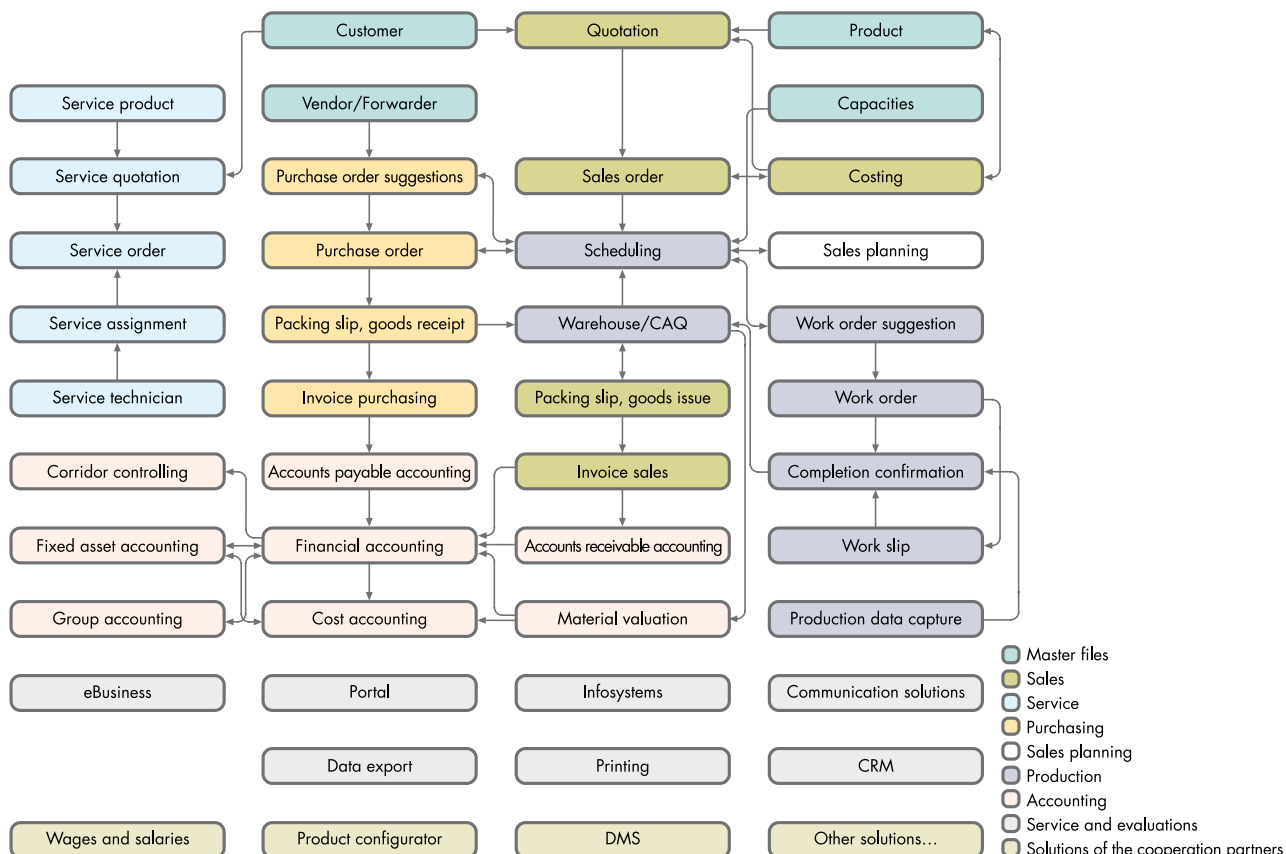 Customer
Quotation
Product
Service product
Vendor/Forwarder
Capacities
Service quotation
Purchase order suggestions
Sales order
Costing
Service order
Purchase order
Scheduling
Sales planning
Service assignment
Packing slip, goods receipt
Warehouse/CAQ
Work order suggestion
Service technician
Invoice purchasing
Packing slip, goods issue
Work order
Corridor controlling
Accounts payable accounting
Invoice sales
Completion confirmation
Fixed asset accounting
Financial accounting
Accounts receivable accounting
Work slip
Group accounting
Cost accounting
Material valuation
Production data capture
eBusiness
Portal
Infosystems
Communication solutions
Data export
Printing
CRM
Wages and salaries
Product configurator
DMS
Other solutions...
Master files
Sales
Service
Purchasing
Sales planning
Production
Accounting
Service and evaluations
Solutions of the cooperation partners